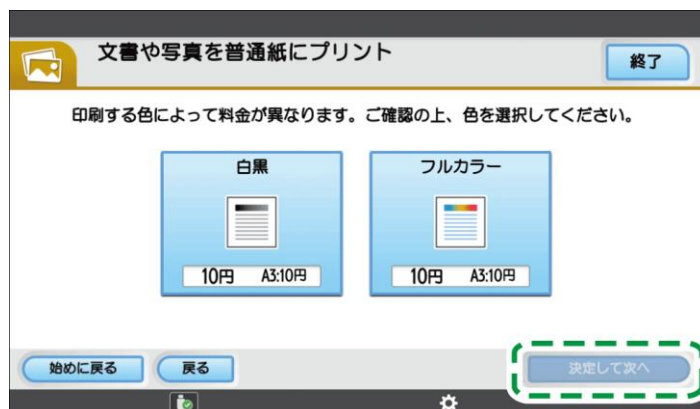 文書や写真を普通紙にプリント
終了
印刷する色によって料金が異なります。ご確認の上、色を選択してください。
白黒
フルカラー
10円 A3:10円
10円 A3:10円
始めに戻る
戻る
決定して次へ